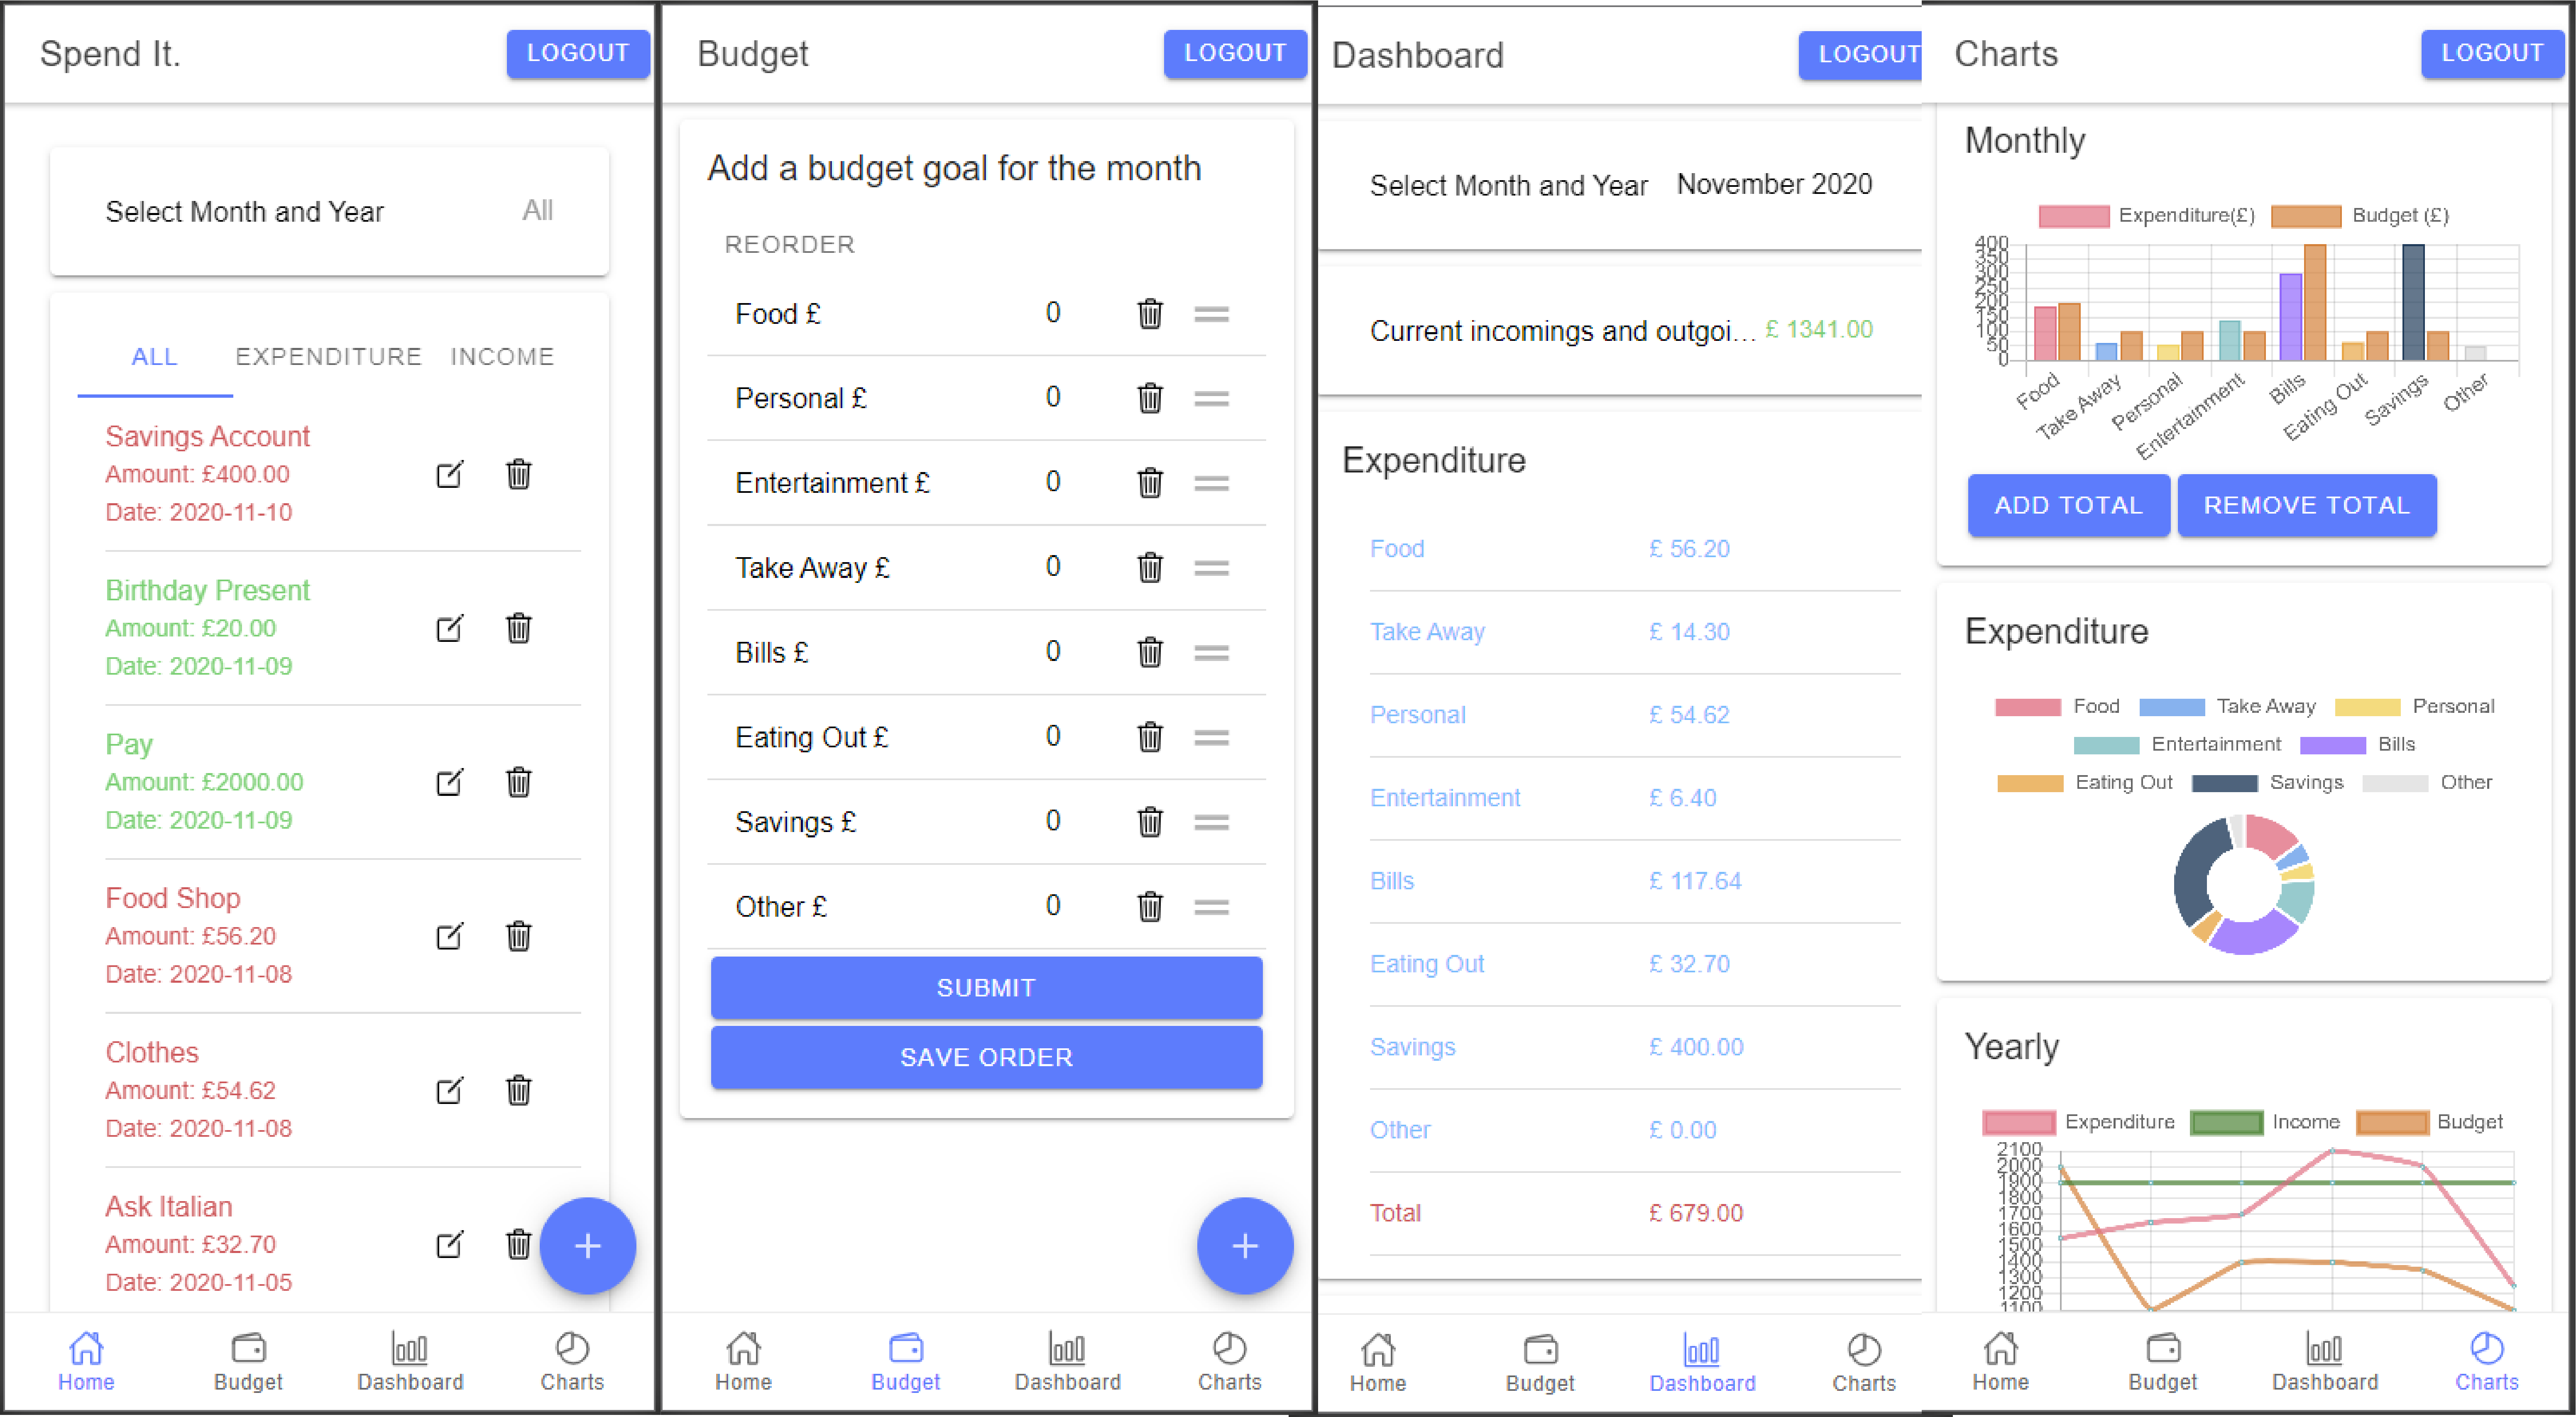 Spend It.
LOGOUT
Select Month and Year All
ALL EXPENDITURE INCOME
Savings Account
Amount: £400.00
Date: 2020-11-10
Birthday Present
Amount: £20.00
Date: 2020-11-09
Pay
Amount: £2000.00
Date: 2020-11-09
Food Shop
Amount: £56.20
Date: 2020-11-08
Clothes
Amount: £54.62
Date: 2020-11-08
Ask Italian
Amount: £32.70
Date: 2020-11-05
+
Home Budget Dashboard Charts
Budget
LOGOUT
Add a budget goal for the month
REORDER
Food £ 0
Personal £ 0
Entertainment £ 0
Take Away £ 0
Bills £ 0
Eating Out £ 0
Savings £ 0
Other £ 0
SUBMIT
SAVE ORDER
+
Home Budget Dashboard Charts
Dashboard
LOGOUT
Select Month and Year November 2020
Current incomings and outgoi... £ 1341.00
Expenditure
Food £ 56.20
Take Away £ 14.30
Personal £ 54.62
Entertainment £ 6.40
Bills £ 117.64
Eating Out £ 32.70
Savings £ 400.00
Other £ 0.00
Total £ 679.00
Home Budget Dashboard Charts
Charts
LOGOUT
Monthly
Expenditure(£) Budget (£)
400
350
300
250
200
150
100
50
0
Food Take Away Personal Entertainment Bills Eating Out Savings Other
ADD TOTAL REMOVE TOTAL
Expenditure
Food Take Away Personal
Entertainment Bills
Eating Out Savings Other
Yearly
Expenditure Income Budget
2100
2000
1900
1800
1700
1600
1500
1400
1300
1200
1100
Home Budget Dashboard Charts